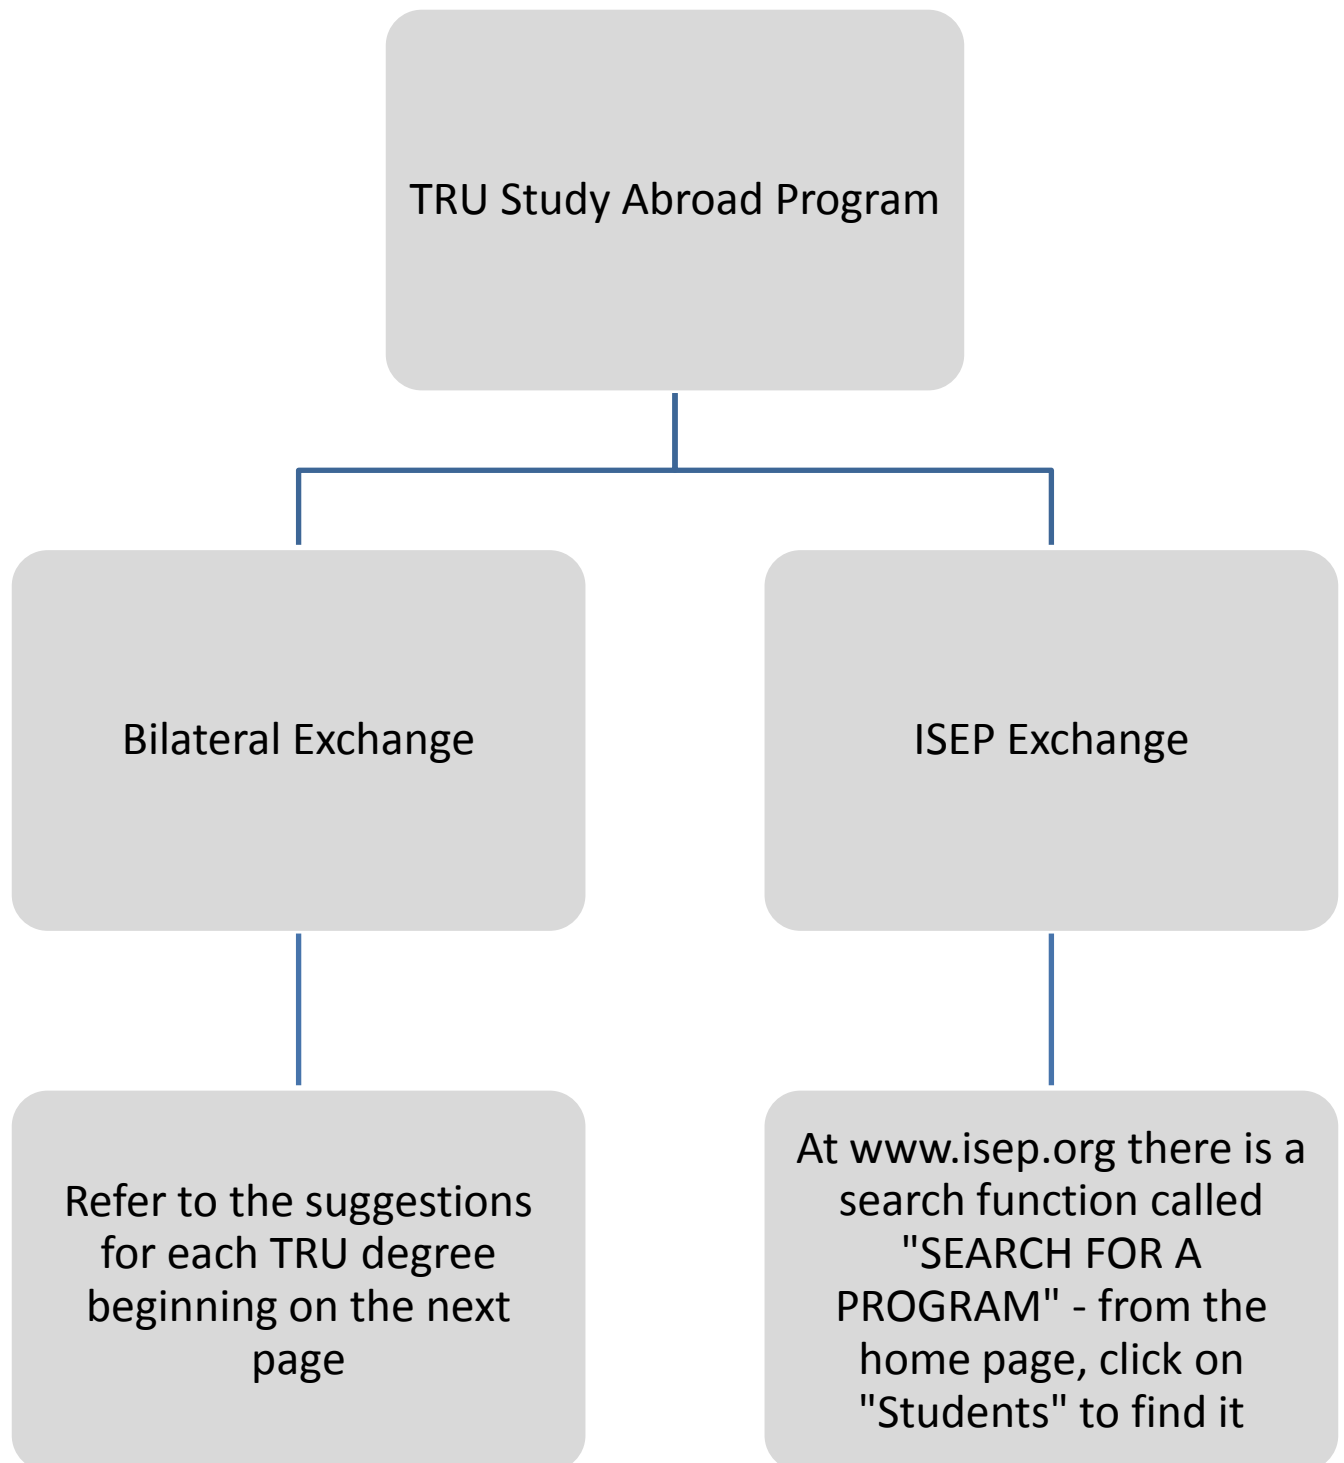 TRU Study Abroad Program
Bilateral Exchange
ISEP Exchange
Refer to the suggestions
for each TRU degree
beginning on the next
page
At www.isep.org there is a
search function called
"SEARCH FOR A
PROGRAM" - from the
home page, click on
"Students" to find it